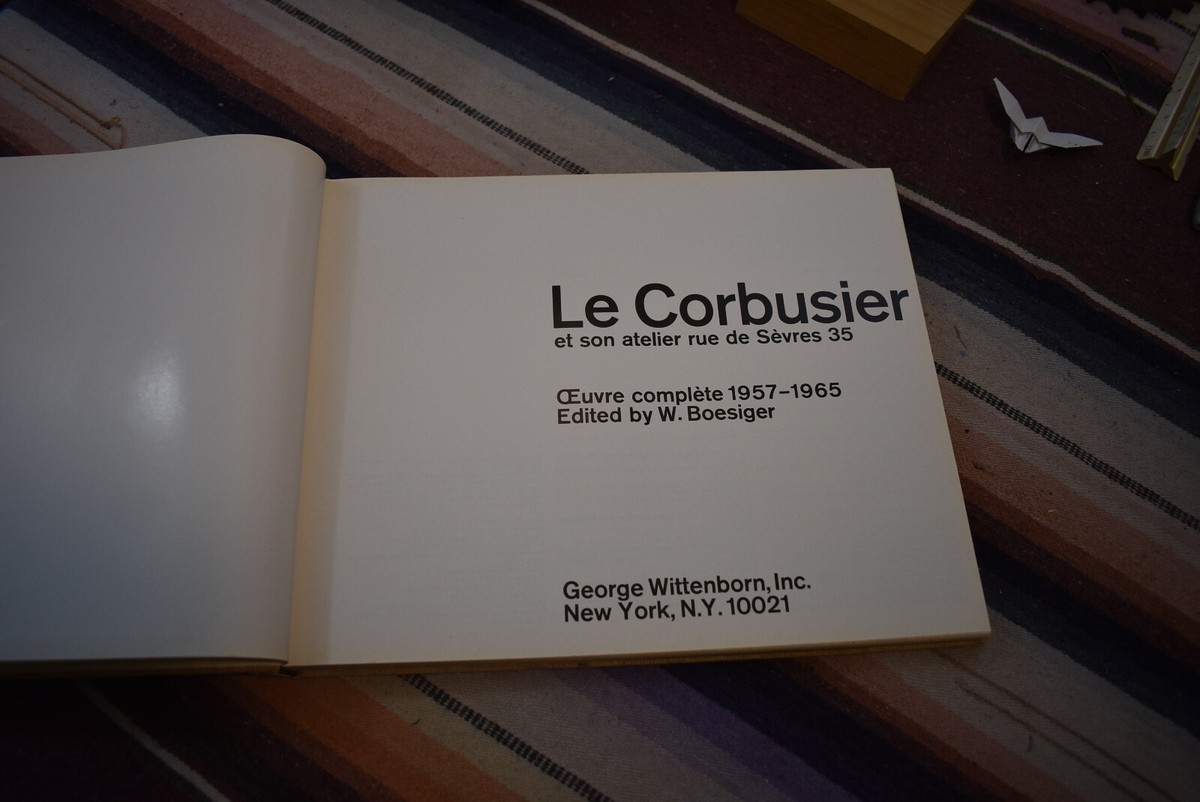 Le Corbusier
et son atelier rue de Sèvres 35
Œuvre complète 1957–1965
Edited by W. Boesiger
George Wittenborn, Inc.
New York, N.Y. 10021